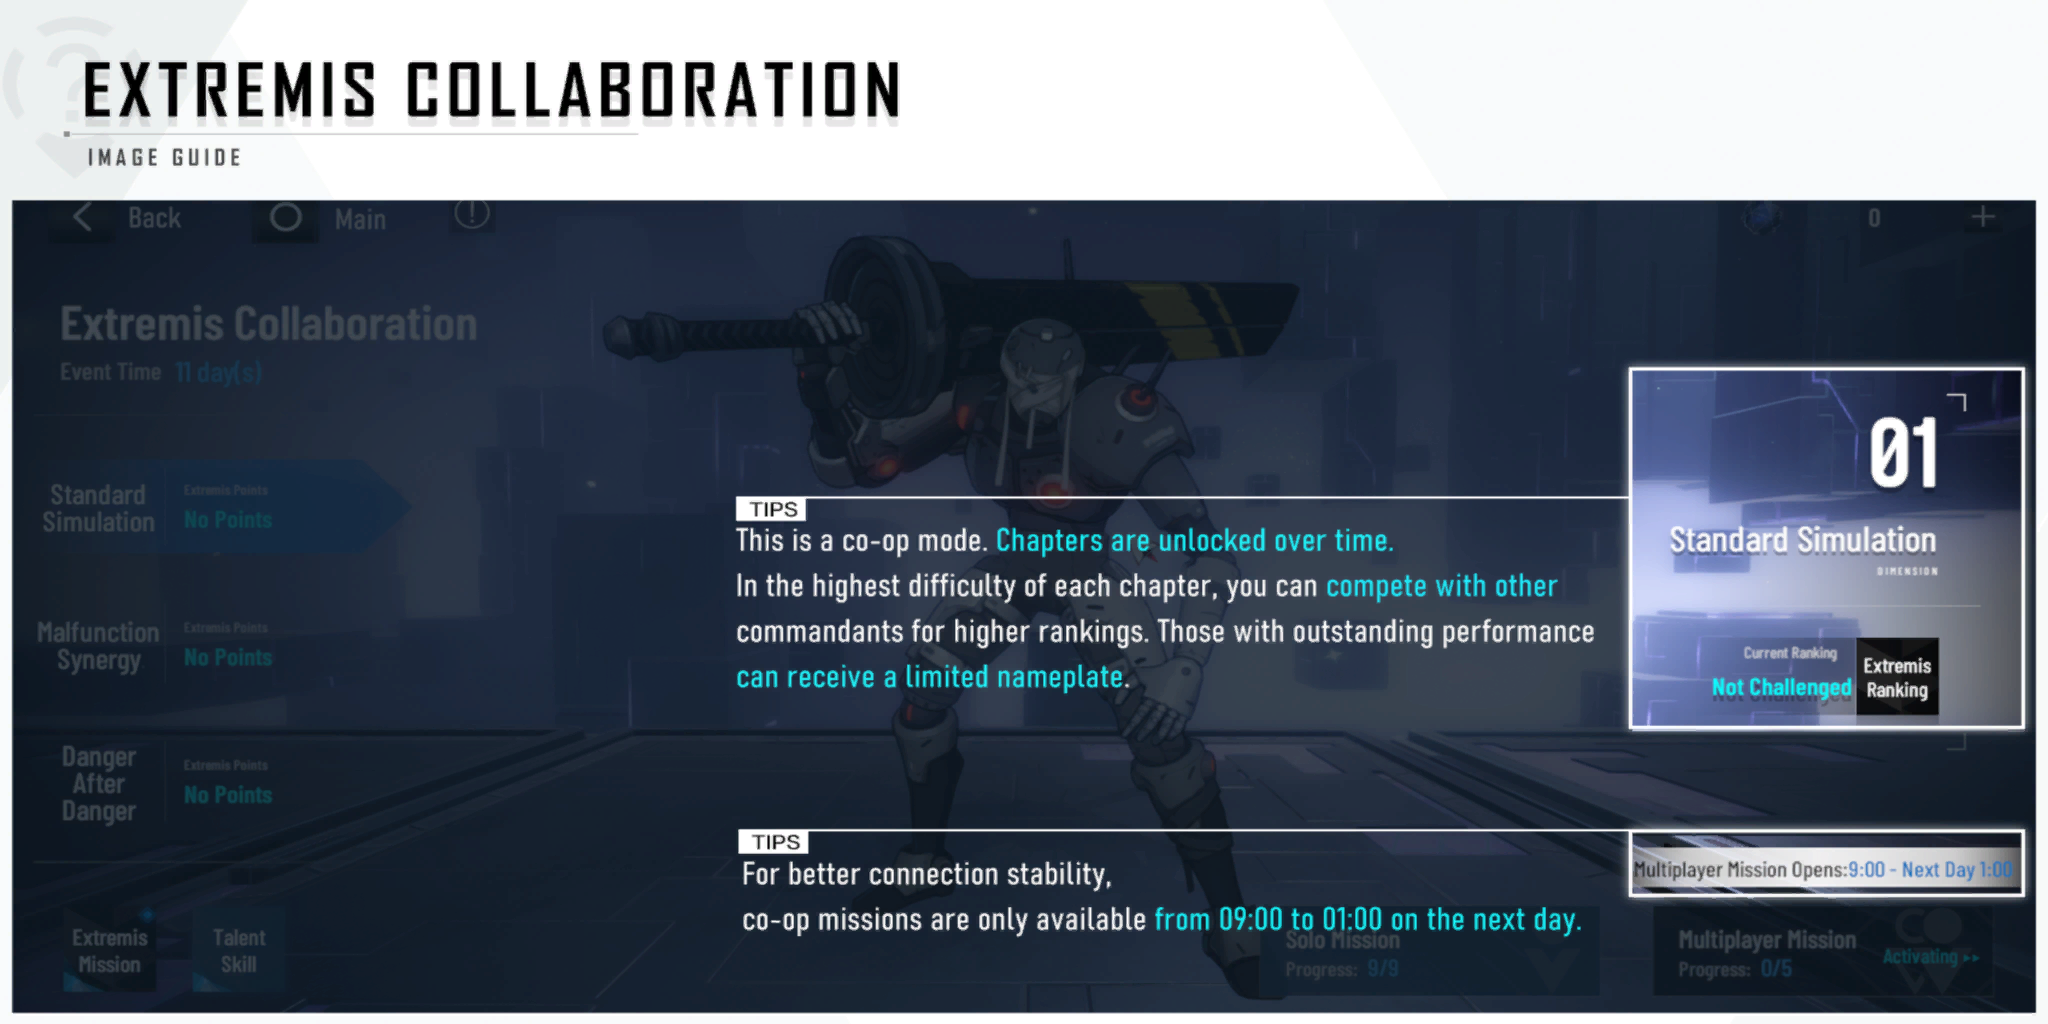 EXTREMIS COLLABORATION
IMAGE GUIDE
Back
Main
0
Extremis Collaboration
Event Time 11 day(s)
01
Standard Simulation
DIMENSION
Current Ranking
Not Challenged
Extremis
Ranking
Standard
Simulation
Extremis Points
No Points
TIPS
This is a co-op mode. Chapters are unlocked over time.
In the highest difficulty of each chapter, you can compete with other
commandants for higher rankings. Those with outstanding performance
can receive a limited nameplate.
Malfunction
Synergy
Extremis Points
No Points
Danger
After
Danger
Extremis Points
No Points
TIPS
For better connection stability,
co-op missions are only available from 09:00 to 01:00 on the next day.
Multiplayer Mission Opens:9:00 - Next Day 1:00
Extremis
Mission
Talent
Skill
Solo Mission
Progress: 9/9
Multiplayer Mission
Progress: 0/5
Activating